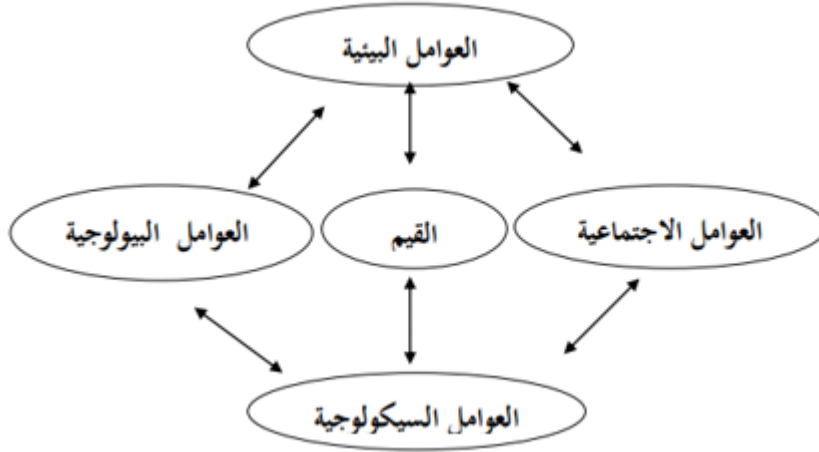 العوامل البيئية
العوامل الاجتماعية
القيم
العوامل البيولوجية
العوامل السيكولوجية